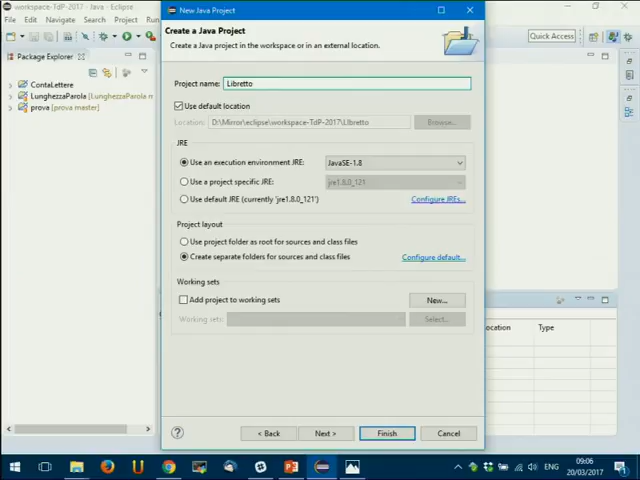 workspace-TdP-2017 - Java - Eclipse
New Java Project
Edit Source Refactor Navigate Search Project
Create a Java Project
Create a Java project in the workspace or in an external location.
Quick Access
Package Explorer
ContaLettere
LunghezzaParola [LunghezzaParola m
prova [prova master]
Project name: Libretto
Use default location
Location: D:\Mirror\eclipse\workspace-TdP-2017\Libretto
Browse...
JRE
Use an execution environment JRE: JavaSE-1.8
Use a project specific JRE: jre1.8.0_121
Use default JRE (currently 'jre1.8.0_121')
Configure JREs...
Project layout
Use project folder as root for sources and class files
Create separate folders for sources and class files
Configure default...
Working sets
Add project to working sets
New...
Working sets:
Select...
Location Type
< Back
Next >
Finish
Cancel
ENG
09:06
20/03/2017